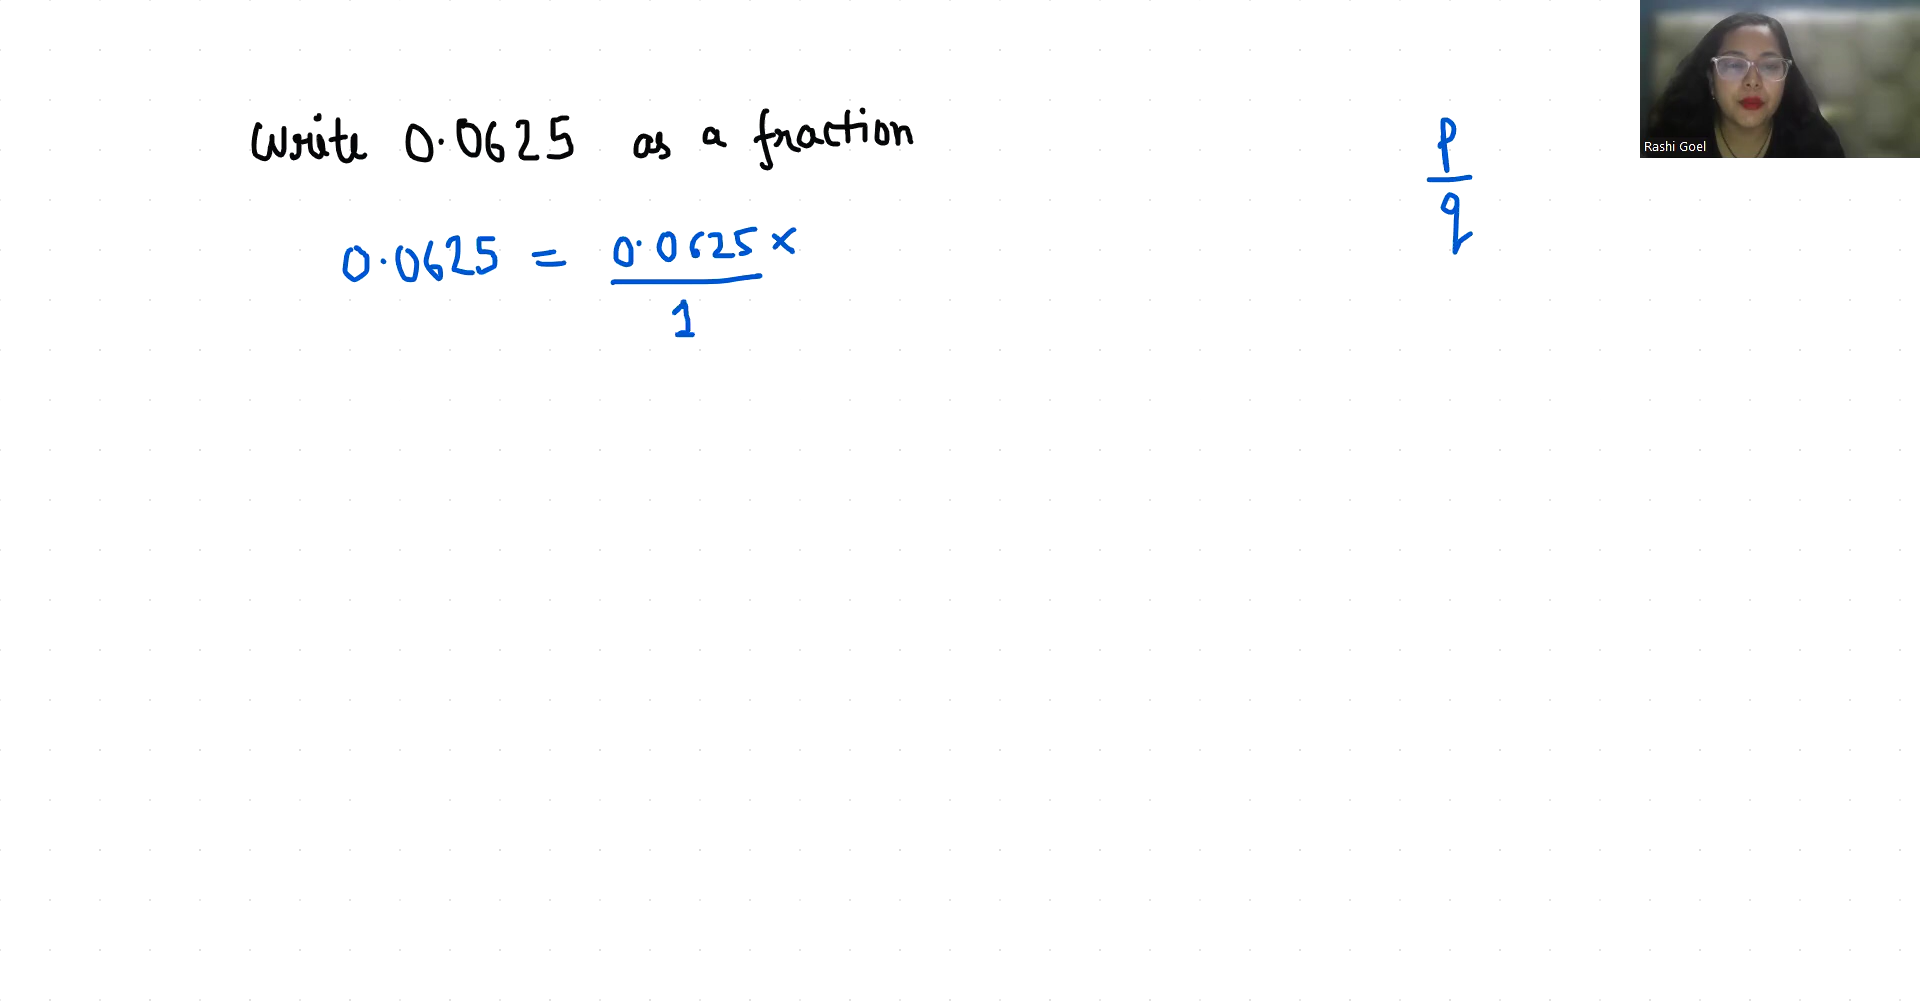 Write 0.0625 as a fraction
p
q
0.0625 = 0.0625 ×
1
Rashi Goel